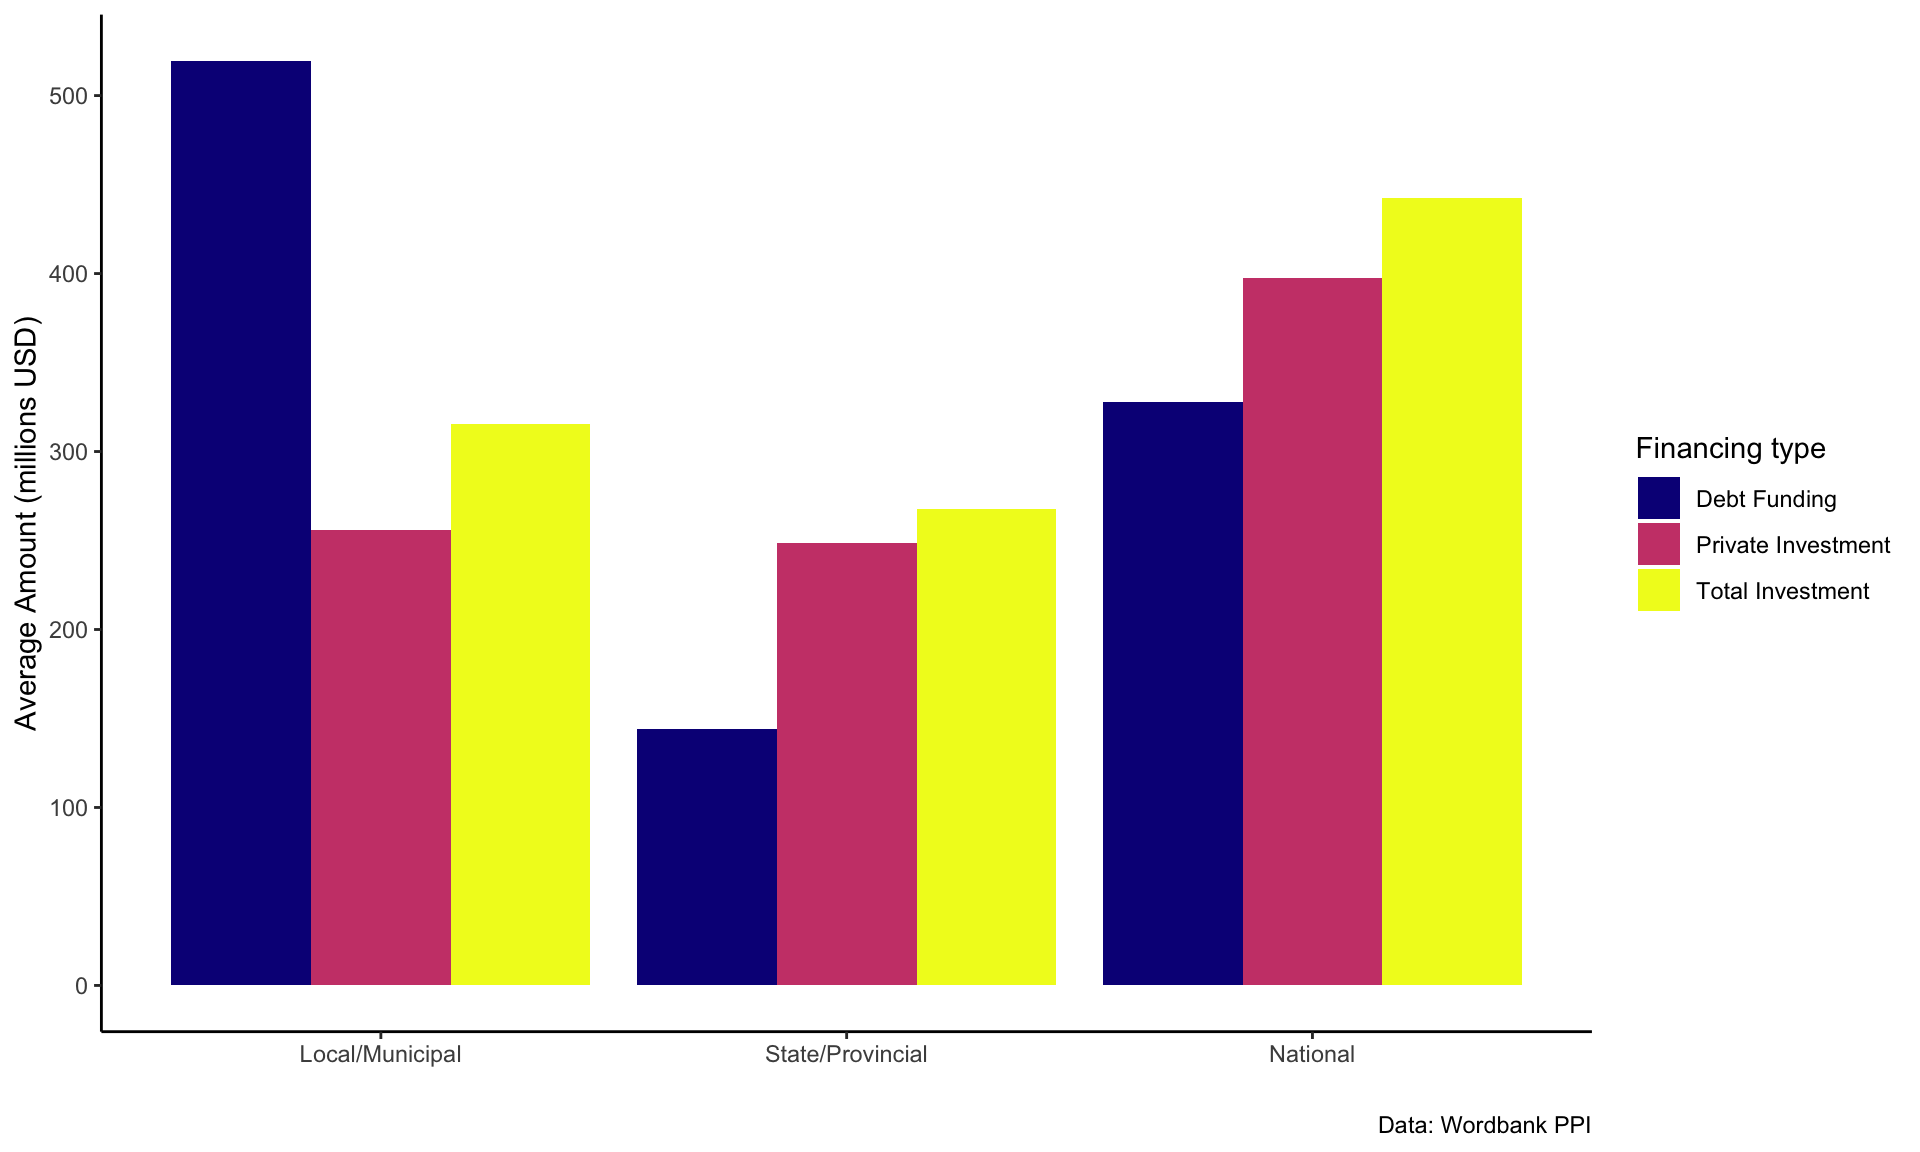 Average Amount (millions USD)
500
400
300
200
100
0
Local/Municipal
State/Provincial
National
Financing type
Debt Funding
Private Investment
Total Investment
Data: Wordbank PPI